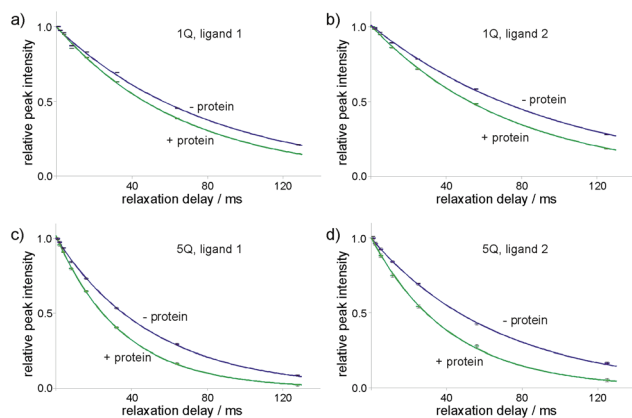 a)
1Q, ligand 1
relative peak intensity
1.0
0.5
0.0
- protein
+ protein
40
80
120
relaxation delay / ms
b)
1Q, ligand 2
relative peak intensity
1.0
0.5
0.0
- protein
+ protein
40
80
120
relaxation delay / ms
c)
5Q, ligand 1
relative peak intensity
1.0
0.5
0.0
- protein
+ protein
40
80
120
relaxation delay / ms
d)
5Q, ligand 2
relative peak intensity
1.0
0.5
0.0
- protein
+ protein
40
80
120
relaxation delay / ms